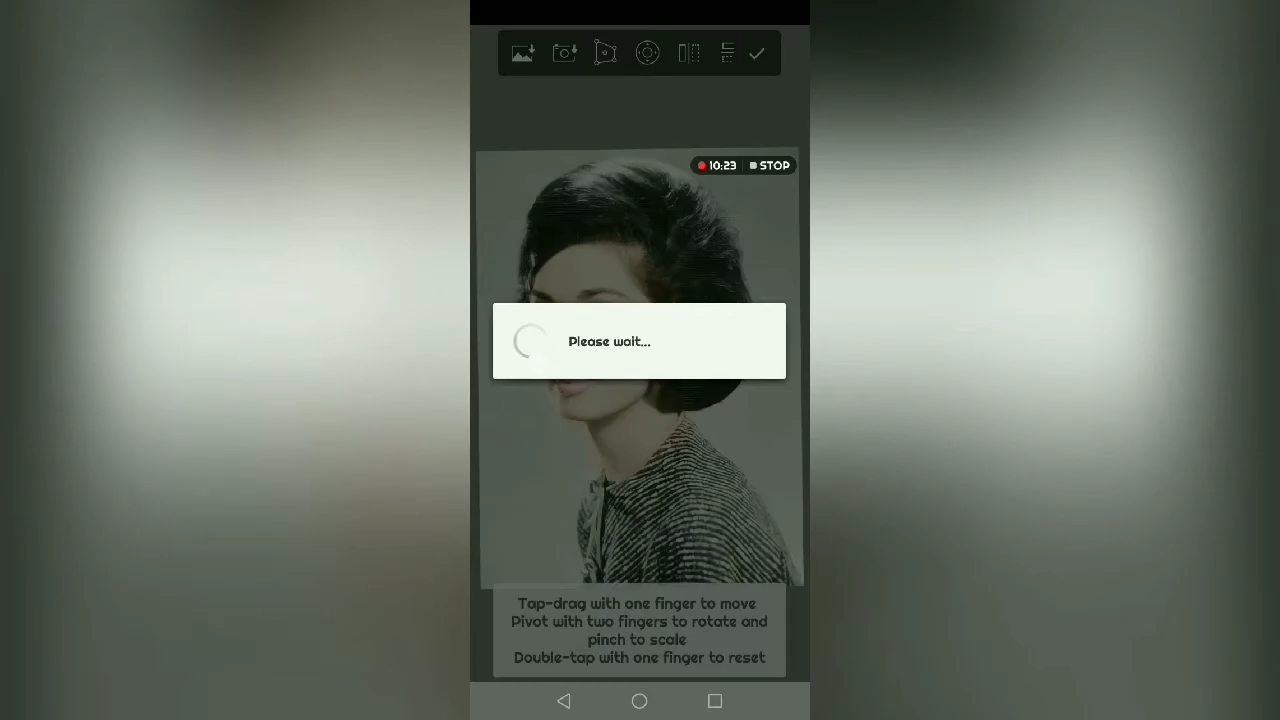 10:23 STOP
Please wait...
Tap-drag with one finger to move
Pivot with two fingers to rotate and
pinch to scale
Double-tap with one finger to reset